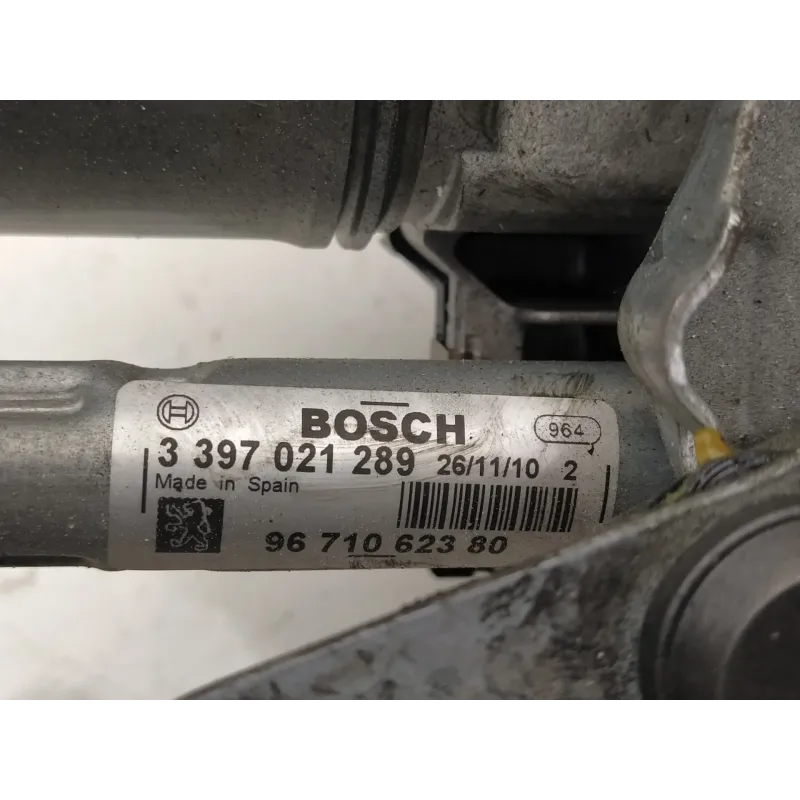 BOSCH 964
3 397 021 289 26/11/10 2
Made in Spain
96 710 623 80